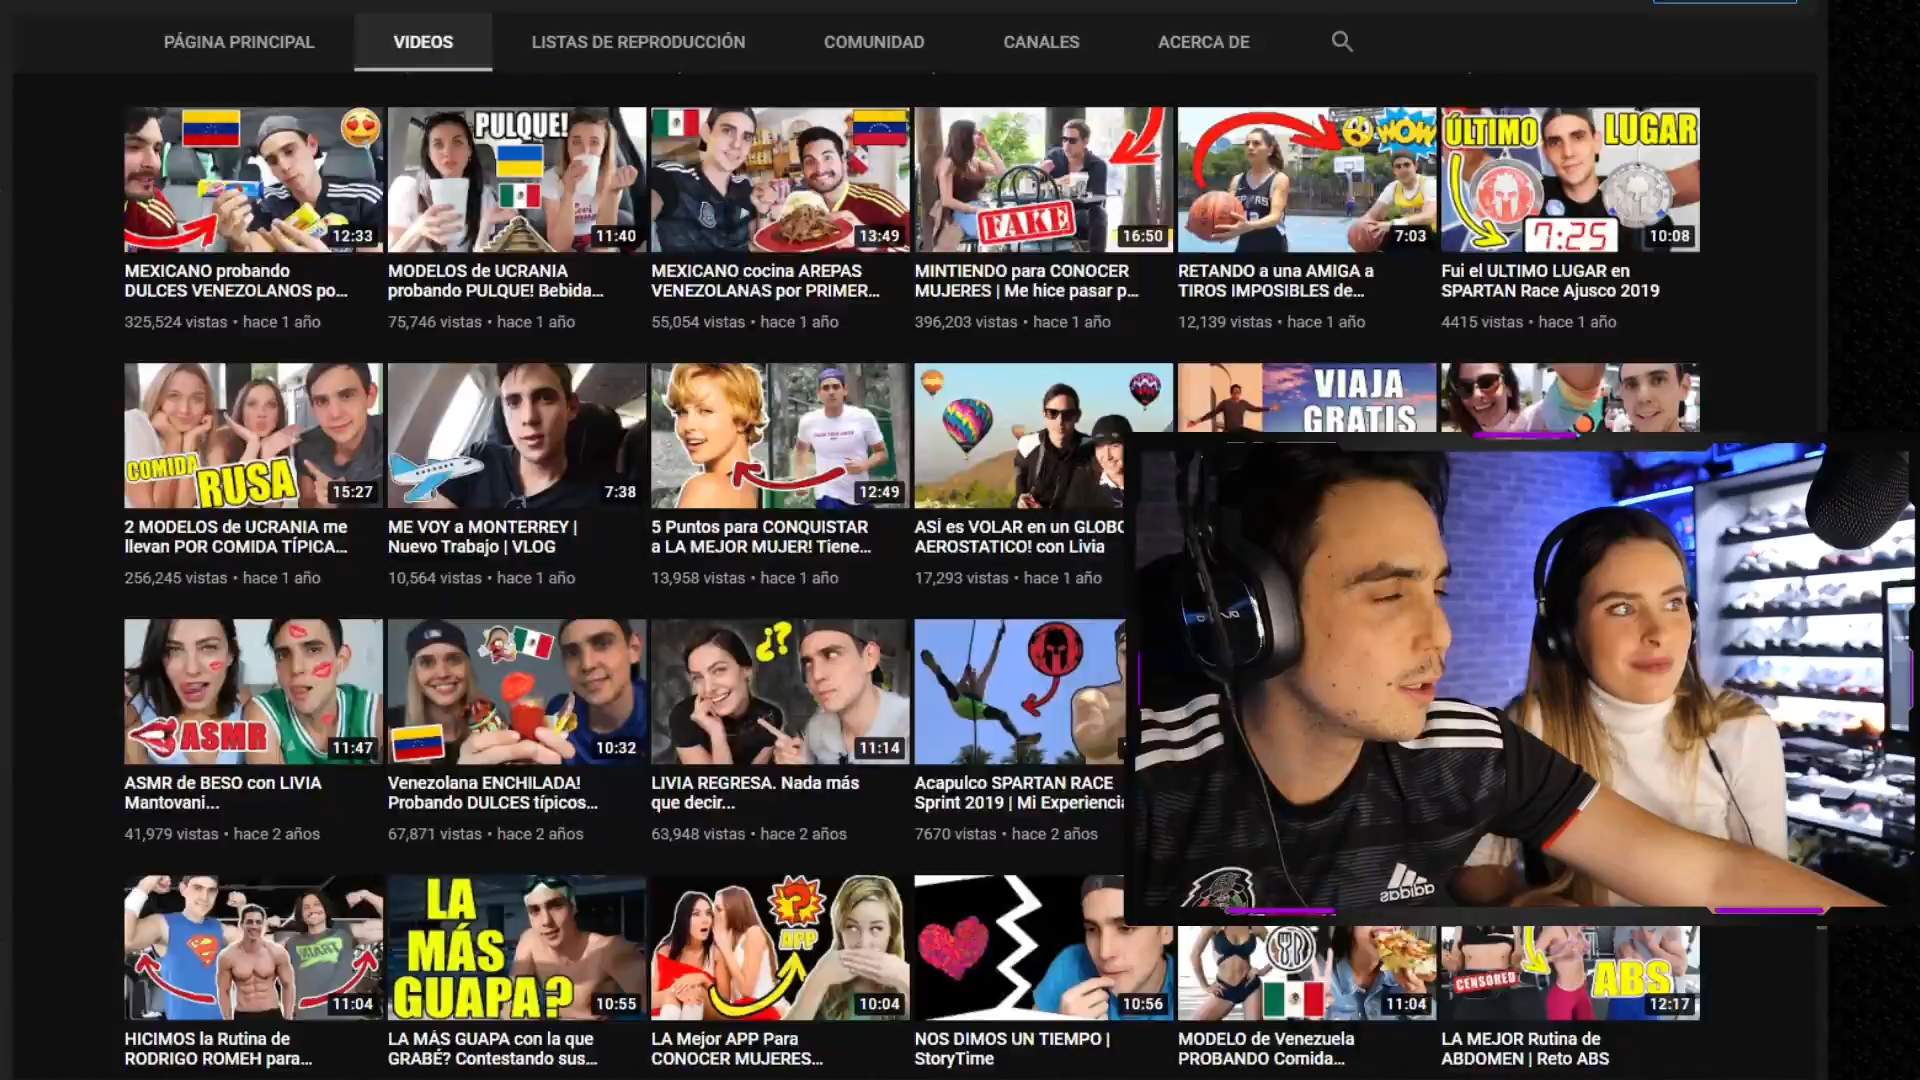 PÁGINA PRINCIPAL
VIDEOS
LISTAS DE REPRODUCCIÓN
COMUNIDAD
CANALES
ACERCA DE
12:33
PULQUE!
11:40
13:49
FAKE
16:50
WOW
7:03
ÚLTIMO LUGAR
7:25
10:08
MEXICANO probando
DULCES VENEZOLANOS po...
325,524 vistas • hace 1 año
MODELOS de UCRANIA
probando PULQUE! Bebida...
75,746 vistas • hace 1 año
MEXICANO cocina AREPAS
VENEZOLANAS por PRIMER...
55,054 vistas • hace 1 año
MINTIENDO para CONOCER
MUJERES | Me hice pasar p...
396,203 vistas • hace 1 año
RETANDO a una AMIGA a
TIROS IMPOSIBLES de...
12,139 vistas • hace 1 año
Fui el ULTIMO LUGAR en
SPARTAN Race Ajusco 2019
4415 vistas • hace 1 año
COMIDA
RUSA
15:27
7:38
12:49
VIAJA
GRATIS
2 MODELOS de UCRANIA me
llevan POR COMIDA TÍPICA...
256,245 vistas • hace 1 año
ME VOY a MONTERREY |
Nuevo Trabajo | VLOG
10,564 vistas • hace 1 año
5 Puntos para CONQUISTAR
a LA MEJOR MUJER! Tiene...
13,958 vistas • hace 1 año
ASÍ es VOLAR en un GLOBO
AEROSTATICO! con Livia
17,293 vistas • hace 1 año
ASMR
11:47
10:32
¿?
11:14
ASMR de BESO con LIVIA
Mantovani...
41,979 vistas • hace 2 años
Venezolana ENCHILADA!
Probando DULCES típicos...
67,871 vistas • hace 2 años
LIVIA REGRESA. Nada más
que decir...
63,948 vistas • hace 2 años
Acapulco SPARTAN RACE
Sprint 2019 | Mi Experiencia
7670 vistas • hace 2 años
adidas
11:04
LA
MÁS
GUAPA?
10:55
?
APP
10:04
10:56
11:04
CENSORED
ABS
12:17
HICIMOS la Rutina de
RODRIGO ROMEH para...
LA MÁS GUAPA con la que
GRABÉ? Contestando sus...
LA Mejor APP Para
CONOCER MUJERES...
NOS DIMOS UN TIEMPO |
StoryTime
MODELO de Venezuela
PROBANDO Comida...
LA MEJOR Rutina de
ABDOMEN | Reto ABS